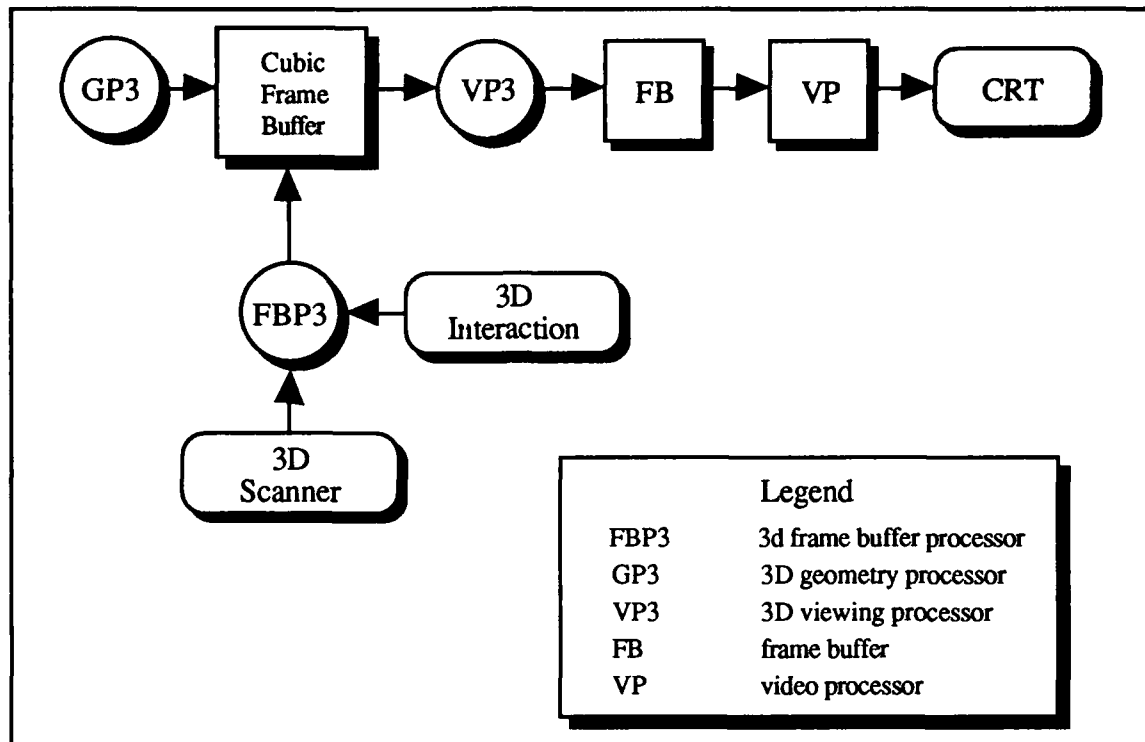 GP3
Cubic
Frame
Buffer
VP3
FB
VP
CRT
FBP3
3D
Interaction
3D
Scanner
Legend
FBP3 3d frame buffer processor
GP3 3D geometry processor
VP3 3D viewing processor
FB frame buffer
VP video processor